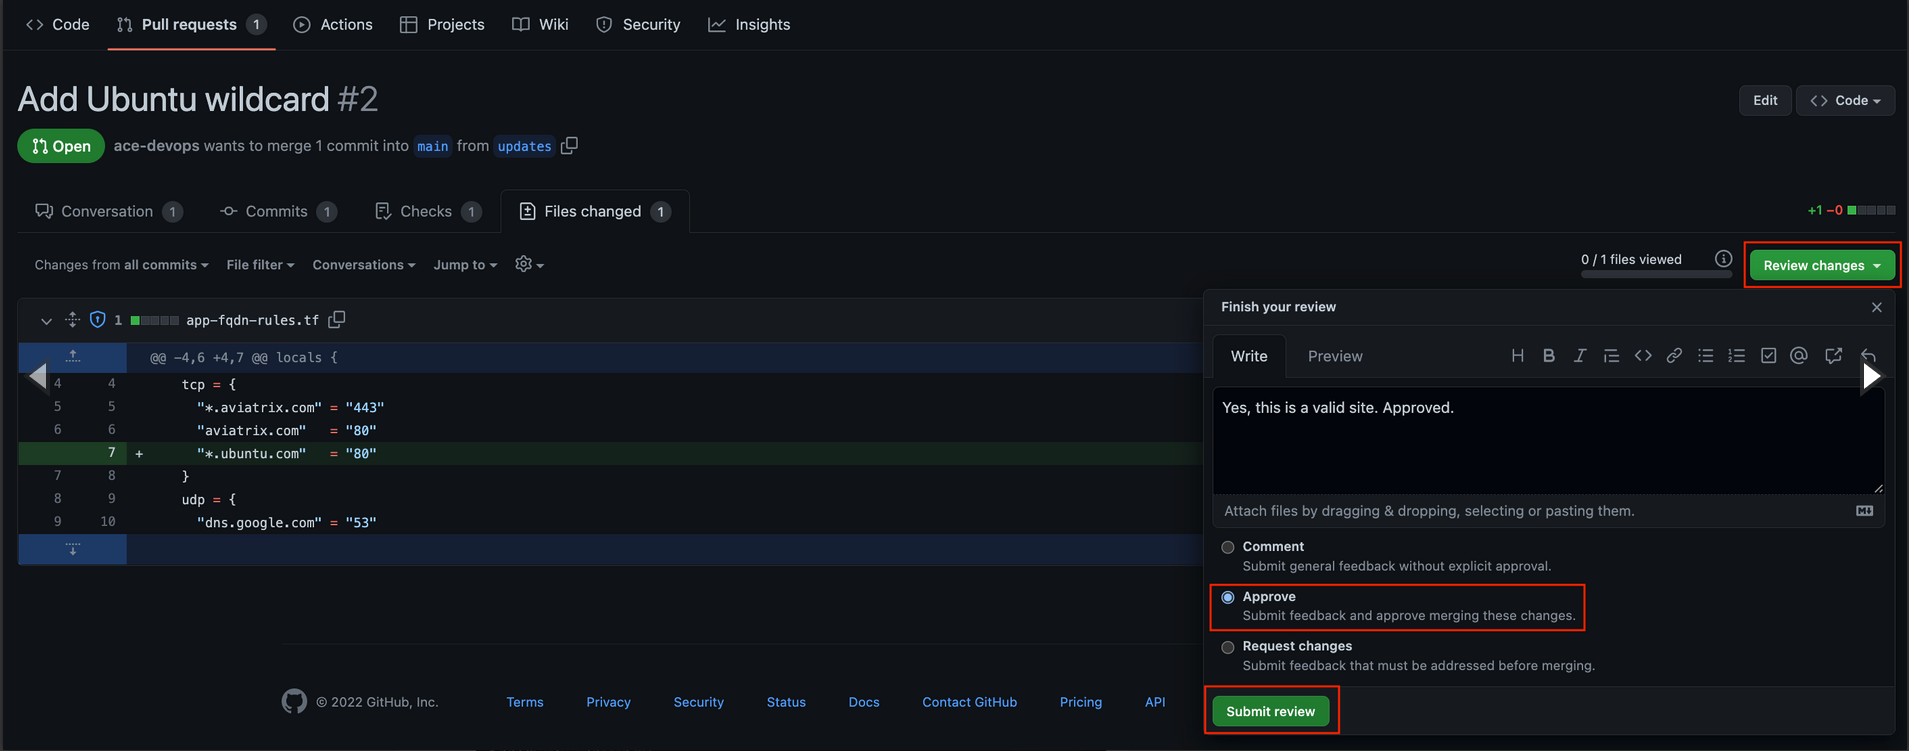 Code Pull requests 1 Actions Projects Wiki Security Insights
Add Ubuntu wildcard #2
Edit Code
Open ace-devops wants to merge 1 commit into main from updates
Conversation 1 Commits 1 Checks 1 Files changed 1
+1 −0
Changes from all commits File filter Conversations Jump to
0 / 1 files viewed
Review changes
1 app-fqdn-rules.tf
@@ -4,6 +4,7 @@ locals {
4 4 tcp = {
5 5 "*.aviatrix.com" = "443"
6 6 "aviatrix.com" = "80"
7 + "*.ubuntu.com" = "80"
7 8 }
8 9 udp = {
9 10 "dns.google.com" = "53"
Finish your review
Write Preview
Yes, this is a valid site. Approved.
Attach files by dragging & dropping, selecting or pasting them.
Comment
Submit general feedback without explicit approval.
Approve
Submit feedback and approve merging these changes.
Request changes
Submit feedback that must be addressed before merging.
Submit review
© 2022 GitHub, Inc. Terms Privacy Security Status Docs Contact GitHub Pricing API